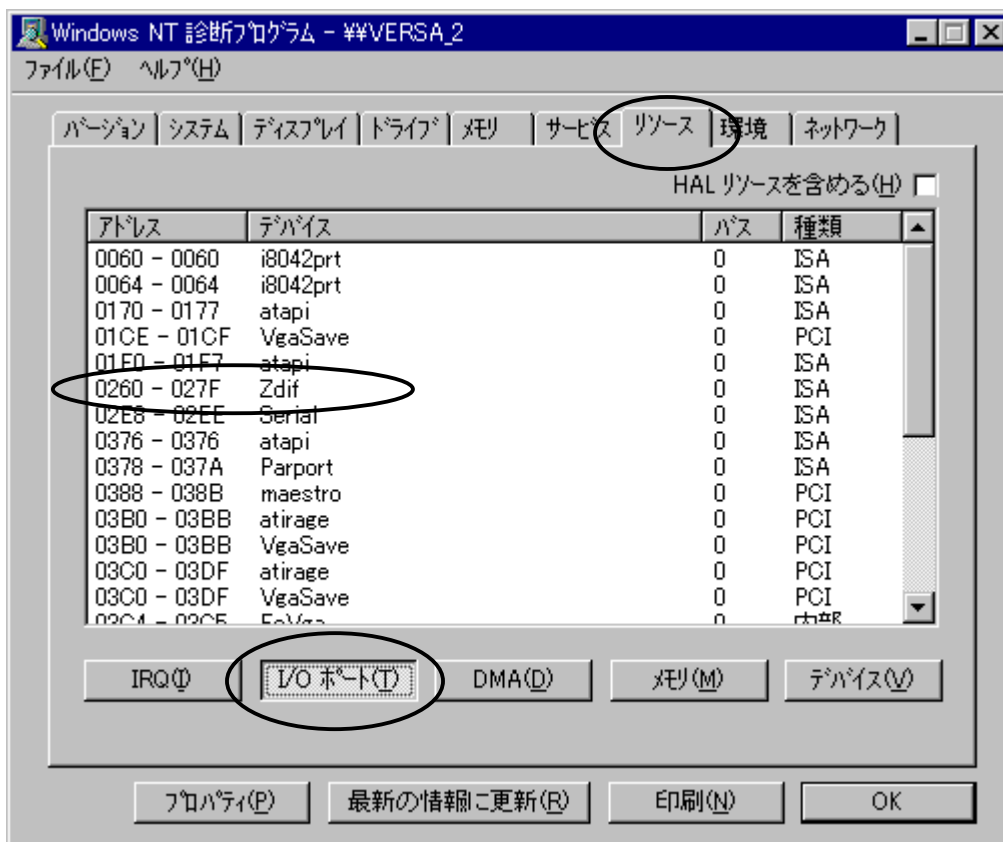 Windows NT 診断ﾌﾟﾛｸﾞﾗﾑ - ¥¥VERSA_2
ﾌｧｲﾙ(F) ﾍﾙﾌﾟ(H)
ﾊﾞｰｼﾞｮﾝ ｼｽﾃﾑ ﾃﾞｨｽﾌﾟﾚｲ ﾄﾞﾗｲﾌﾞ ﾒﾓﾘ ｻｰﾋﾞｽ ﾘｿｰｽ 環境 ﾈｯﾄﾜｰｸ
HAL ﾘｿｰｽを含める(H)
ｱﾄﾞﾚｽ ﾃﾞﾊﾞｲｽ ﾊﾞｽ 種類
0060 - 0060 i8042prt 0 ISA
0064 - 0064 i8042prt 0 ISA
0170 - 0177 atapi 0 ISA
01CE - 01CF VgaSave 0 PCI
01F0 - 01F7 atapi 0 ISA
0260 - 027F Zdif 0 ISA
02E8 - 02EE Serial 0 ISA
0376 - 0376 atapi 0 ISA
0378 - 037A Parport 0 ISA
0388 - 038B maestro 0 PCI
03B0 - 03BB atirage 0 PCI
03B0 - 03BB VgaSave 0 PCI
03C0 - 03DF atirage 0 PCI
03C0 - 03DF VgaSave 0 PCI
03C4 - 03C5 0 内部
IRQ(I) I/O ﾎﾟｰﾄ(T) DMA(D) ﾒﾓﾘ(M) ﾃﾞﾊﾞｲｽ(V)
ﾌﾟﾛﾊﾟﾃｨ(P) 最新の情報に更新(R) 印刷(N) OK